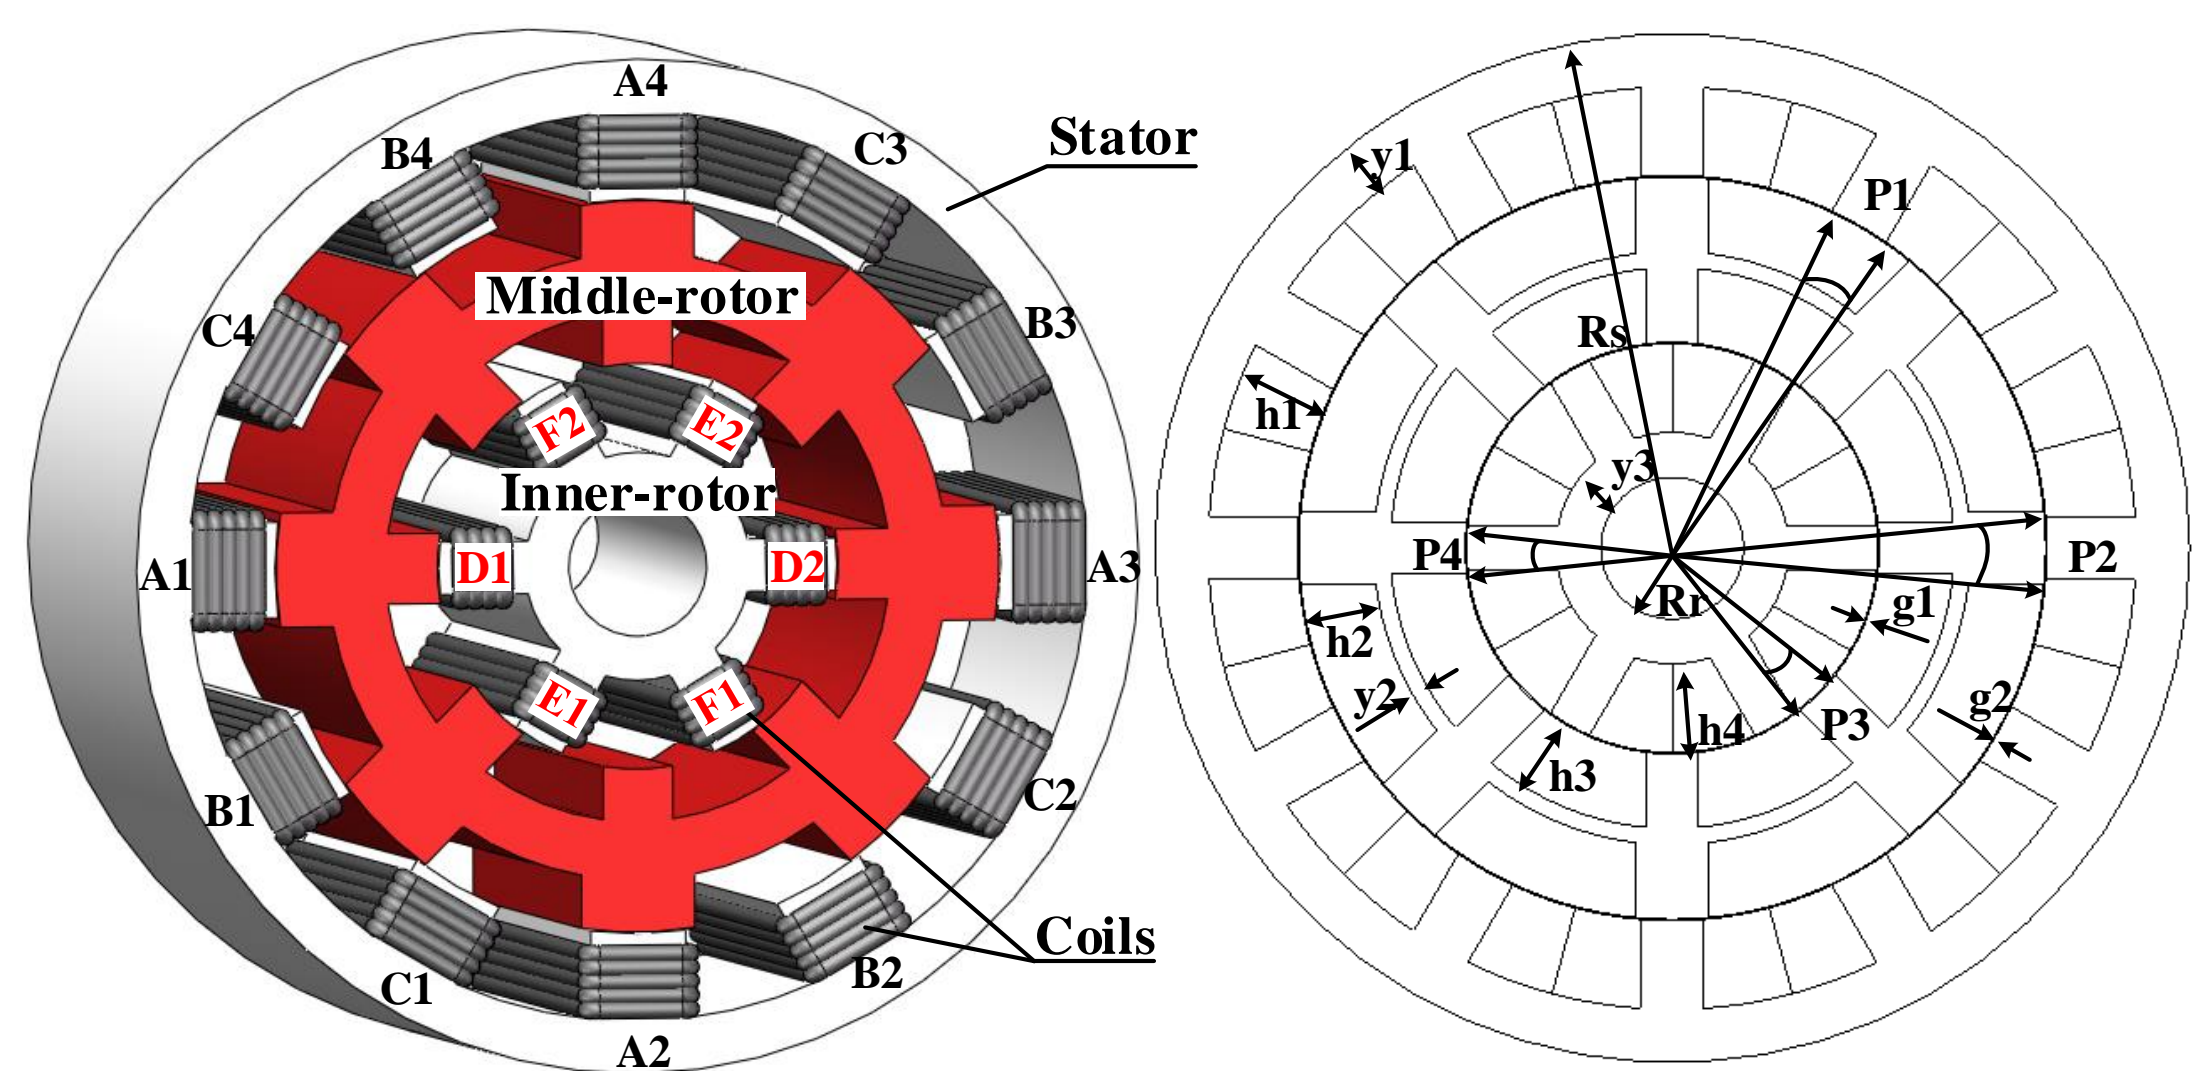 A4
B4
C3
Stator
C4
Middle-rotor
B3
F2
E2
Inner-rotor
A1
D1
D2
A3
E1
F1
B1
C2
Coils
C1
B2
A2
y1
P1
Rs
h1
y3
P4
P2
Rr
g1
h2
y2
g2
P3
h4
h3